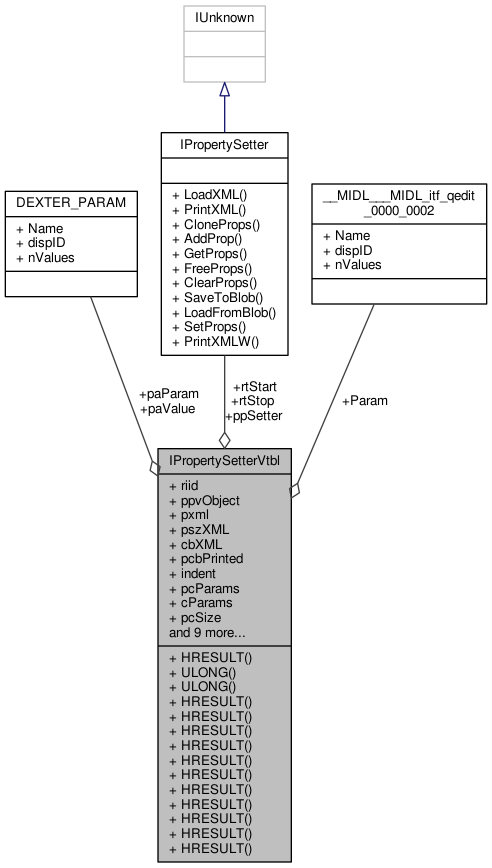 IUnknown
IPropertySetter
+ LoadXML()
+ PrintXML()
+ CloneProps()
+ AddProp()
+ GetProps()
+ FreeProps()
+ ClearProps()
+ SaveToBlob()
+ LoadFromBlob()
+ SetProps()
+ PrintXMLW()
DEXTER_PARAM
+ Name
+ dispID
+ nValues
__MIDL___MIDL_itf_qedit
_0000_0002
+ Name
+ dispID
+ nValues
+paParam
+paValue
+rtStart
+rtStop
+ppSetter
+Param
IPropertySetterVtbl
+ riid
+ ppvObject
+ pxml
+ pszXML
+ cbXML
+ pcbPrinted
+ indent
+ pcParams
+ cParams
+ pcSize
and 9 more...
+ HRESULT()
+ ULONG()
+ ULONG()
+ HRESULT()
+ HRESULT()
+ HRESULT()
+ HRESULT()
+ HRESULT()
+ HRESULT()
+ HRESULT()
+ HRESULT()
+ HRESULT()
+ HRESULT()
+ HRESULT()